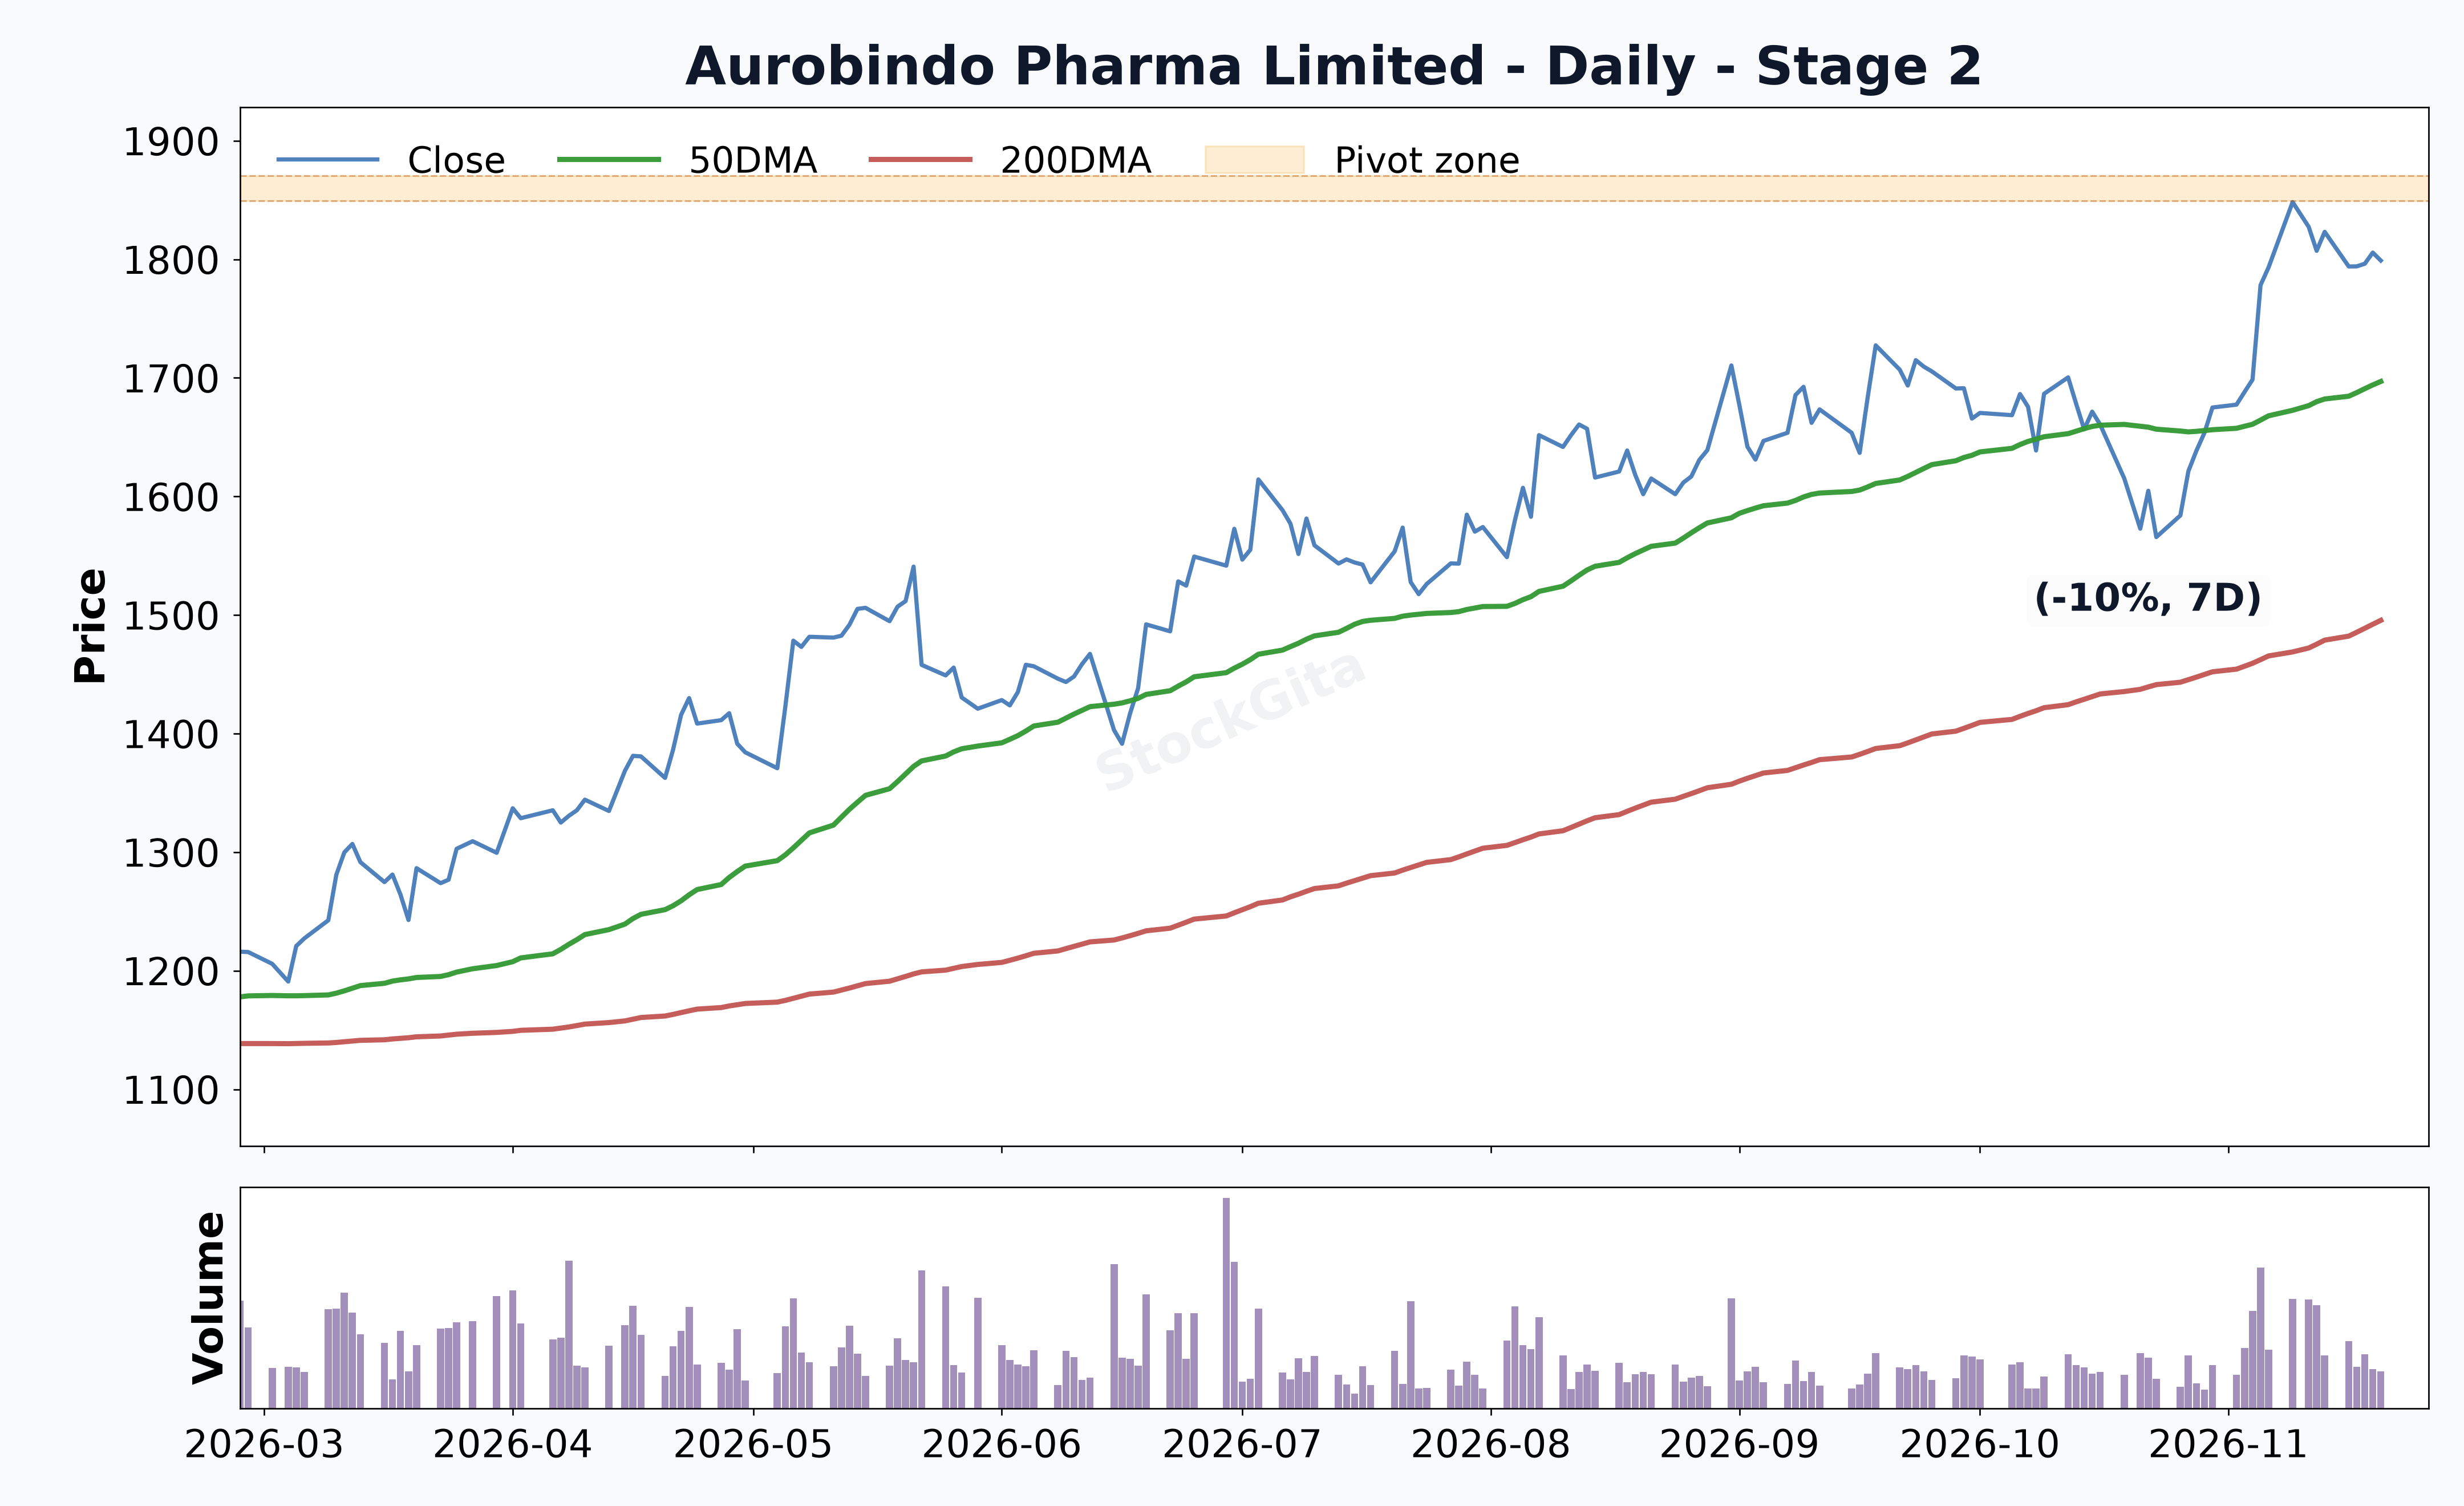 Aurobindo Pharma Limited - Daily - Stage 2
Close 50DMA 200DMA Pivot zone
1900
1800
1700
1600
1500
1400
1300
1200
1100
Price
(-10%, 7D)
StockGita
Volume
2026-03 2026-04 2026-05 2026-06 2026-07 2026-08 2026-09 2026-10 2026-11